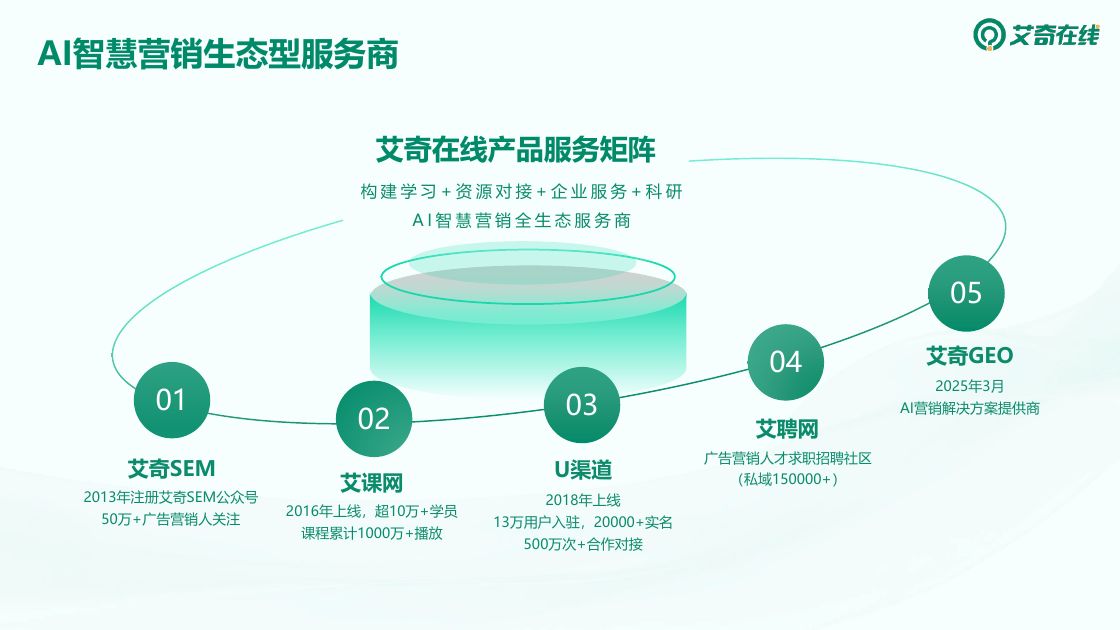 AI智慧营销生态型服务商
艾奇在线
艾奇在线产品服务矩阵
构建学习+资源对接+企业服务+科研
AI智慧营销全生态服务商
01
艾奇SEM
2013年注册艾奇SEM公众号
50万+广告营销人关注
02
艾课网
2016年上线，超10万+学员
课程累计1000万+播放
03
U渠道
2018年上线
13万用户入驻，20000+实名
500万次+合作对接
04
艾聘网
广告营销人才求职招聘社区
（私域150000+）
05
艾奇GEO
2025年3月
AI营销解决方案提供商